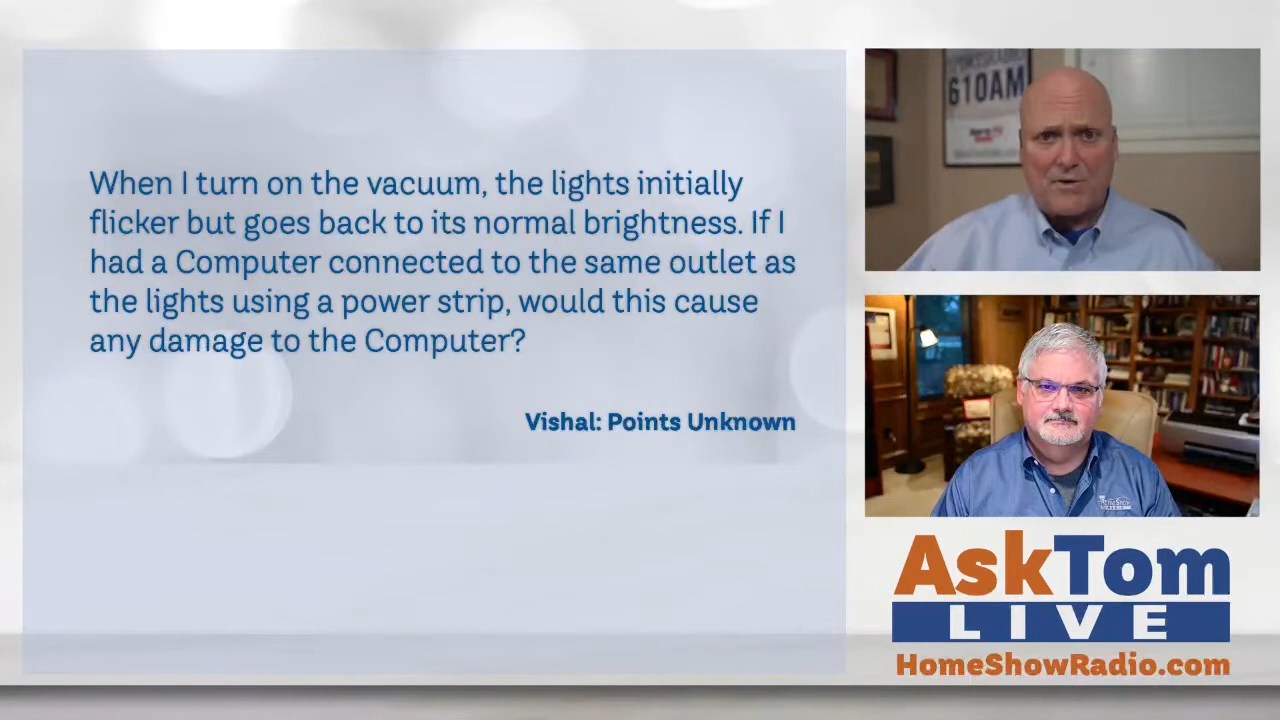 When I turn on the vacuum, the lights initially
flicker but goes back to its normal brightness. If I
had a Computer connected to the same outlet as
the lights using a power strip, would this cause
any damage to the Computer?
Vishal: Points Unknown
610AM
AskTom
LIVE
HomeShowRadio.com